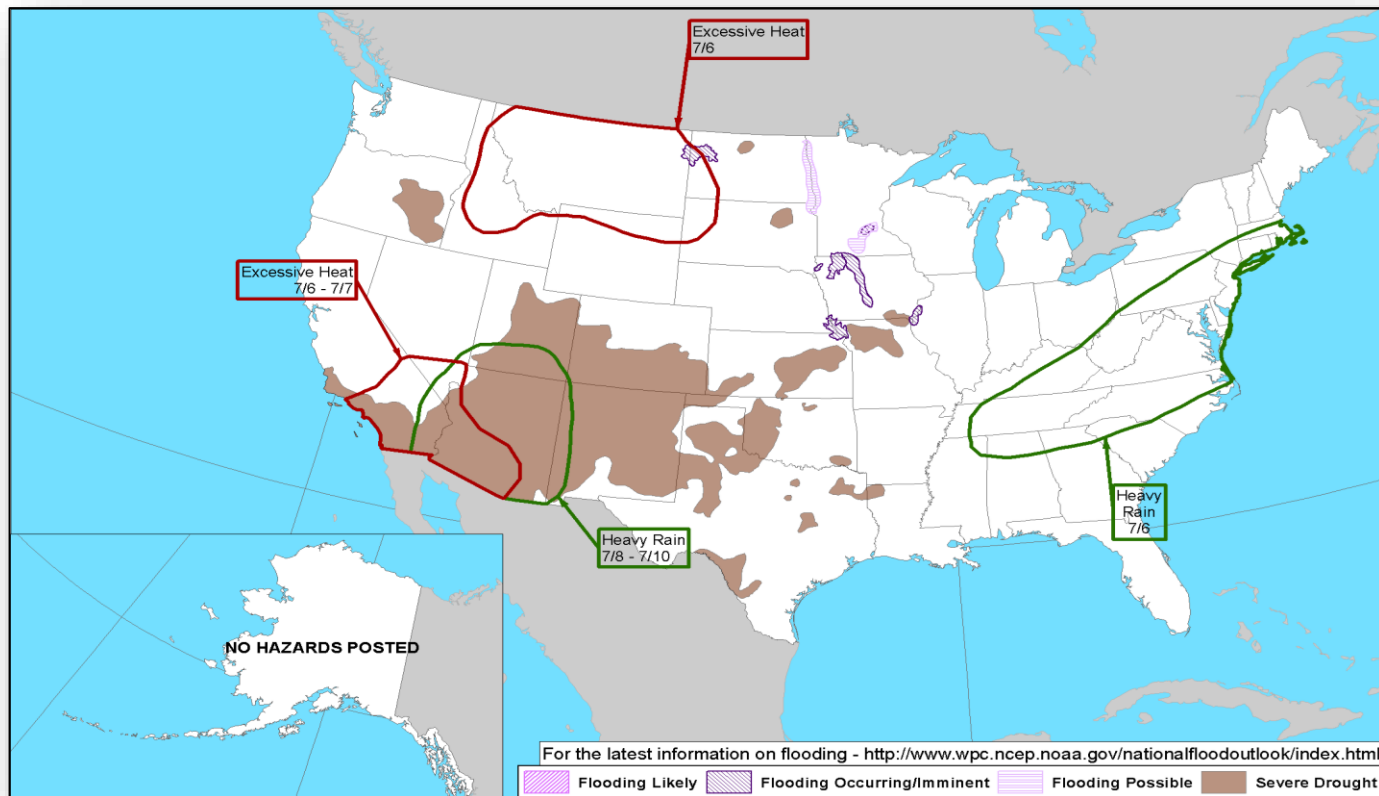 Excessive Heat
7/6
Excessive Heat
7/6 - 7/7
Heavy
Rain
7/6
Heavy Rain
7/8 - 7/10
NO HAZARDS POSTED
For the latest information on flooding - http://www.wpc.ncep.noaa.gov/nationalfloodoutlook/index.html
Flooding Likely
Flooding Occurring/Imminent
Flooding Possible
Severe Drought